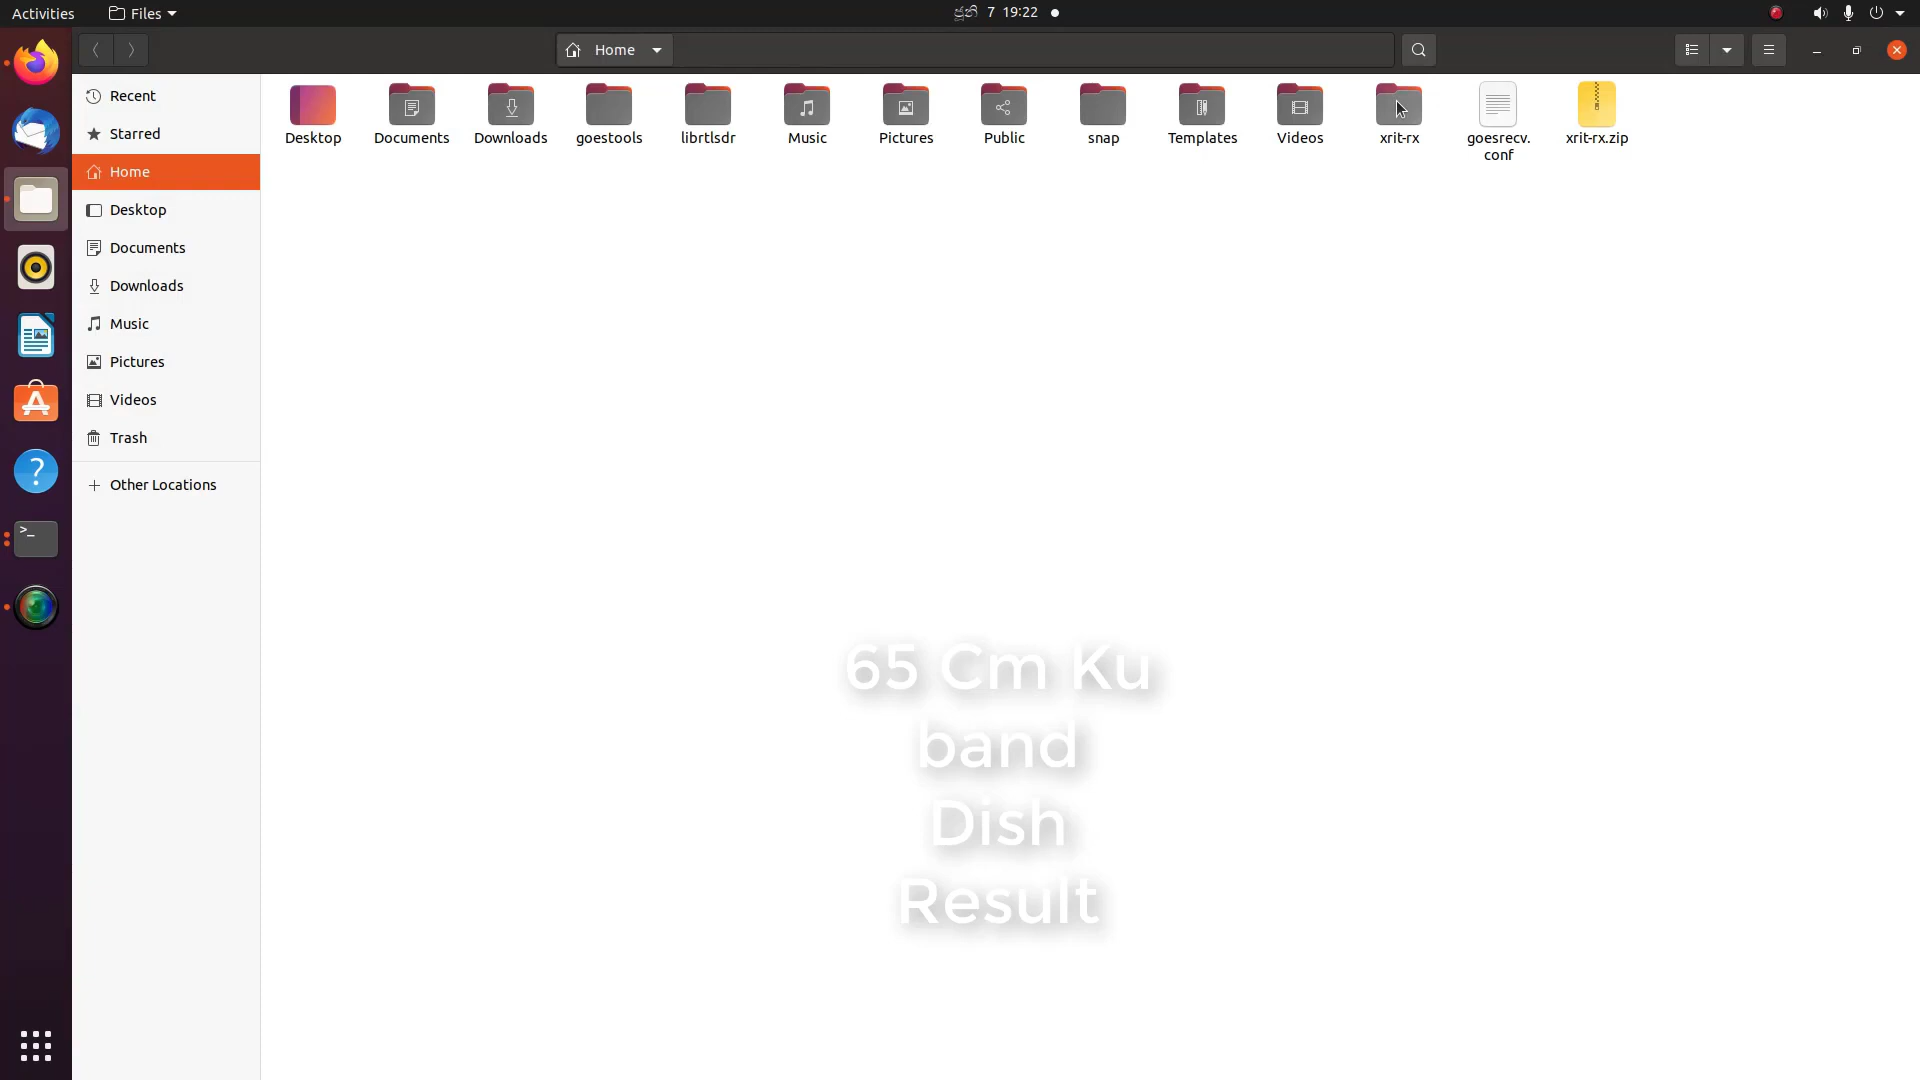 Activities
Files
ජූනි 7 19:22
Home
Recent
Starred
Home
Desktop
Documents
Downloads
Music
Pictures
Videos
Trash
Other Locations
Desktop
Documents
Downloads
goestools
librtlsdr
Music
Pictures
Public
snap
Templates
Videos
xrit-rx
goesrecv.
conf
xrit-rx.zip
65 Cm Ku
band
Dish
Result